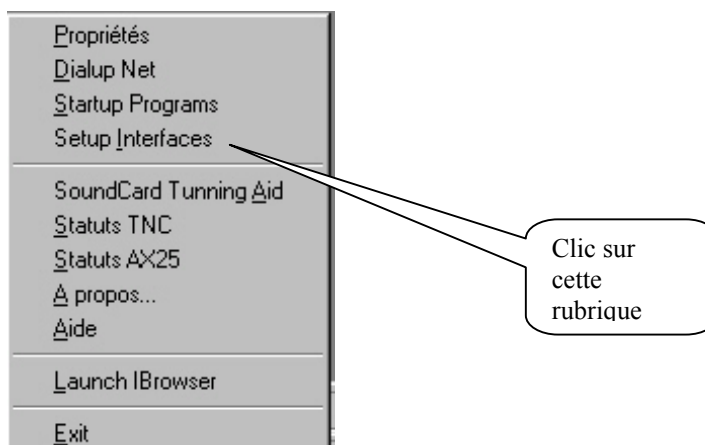 Propriétés
Dialup Net
Startup Programs
Setup Interfaces
SoundCard Tunning Aid
Statuts TNC
Statuts AX25
A propos...
Aide
Launch IBrowser
Exit
Clic sur
cette
rubrique